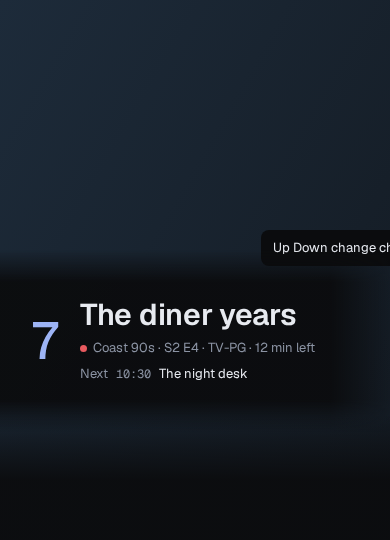 Up Down change ch
7
The diner years
Coast 90s · S2 E4 · TV-PG · 12 min left
Next 10:30 The night desk